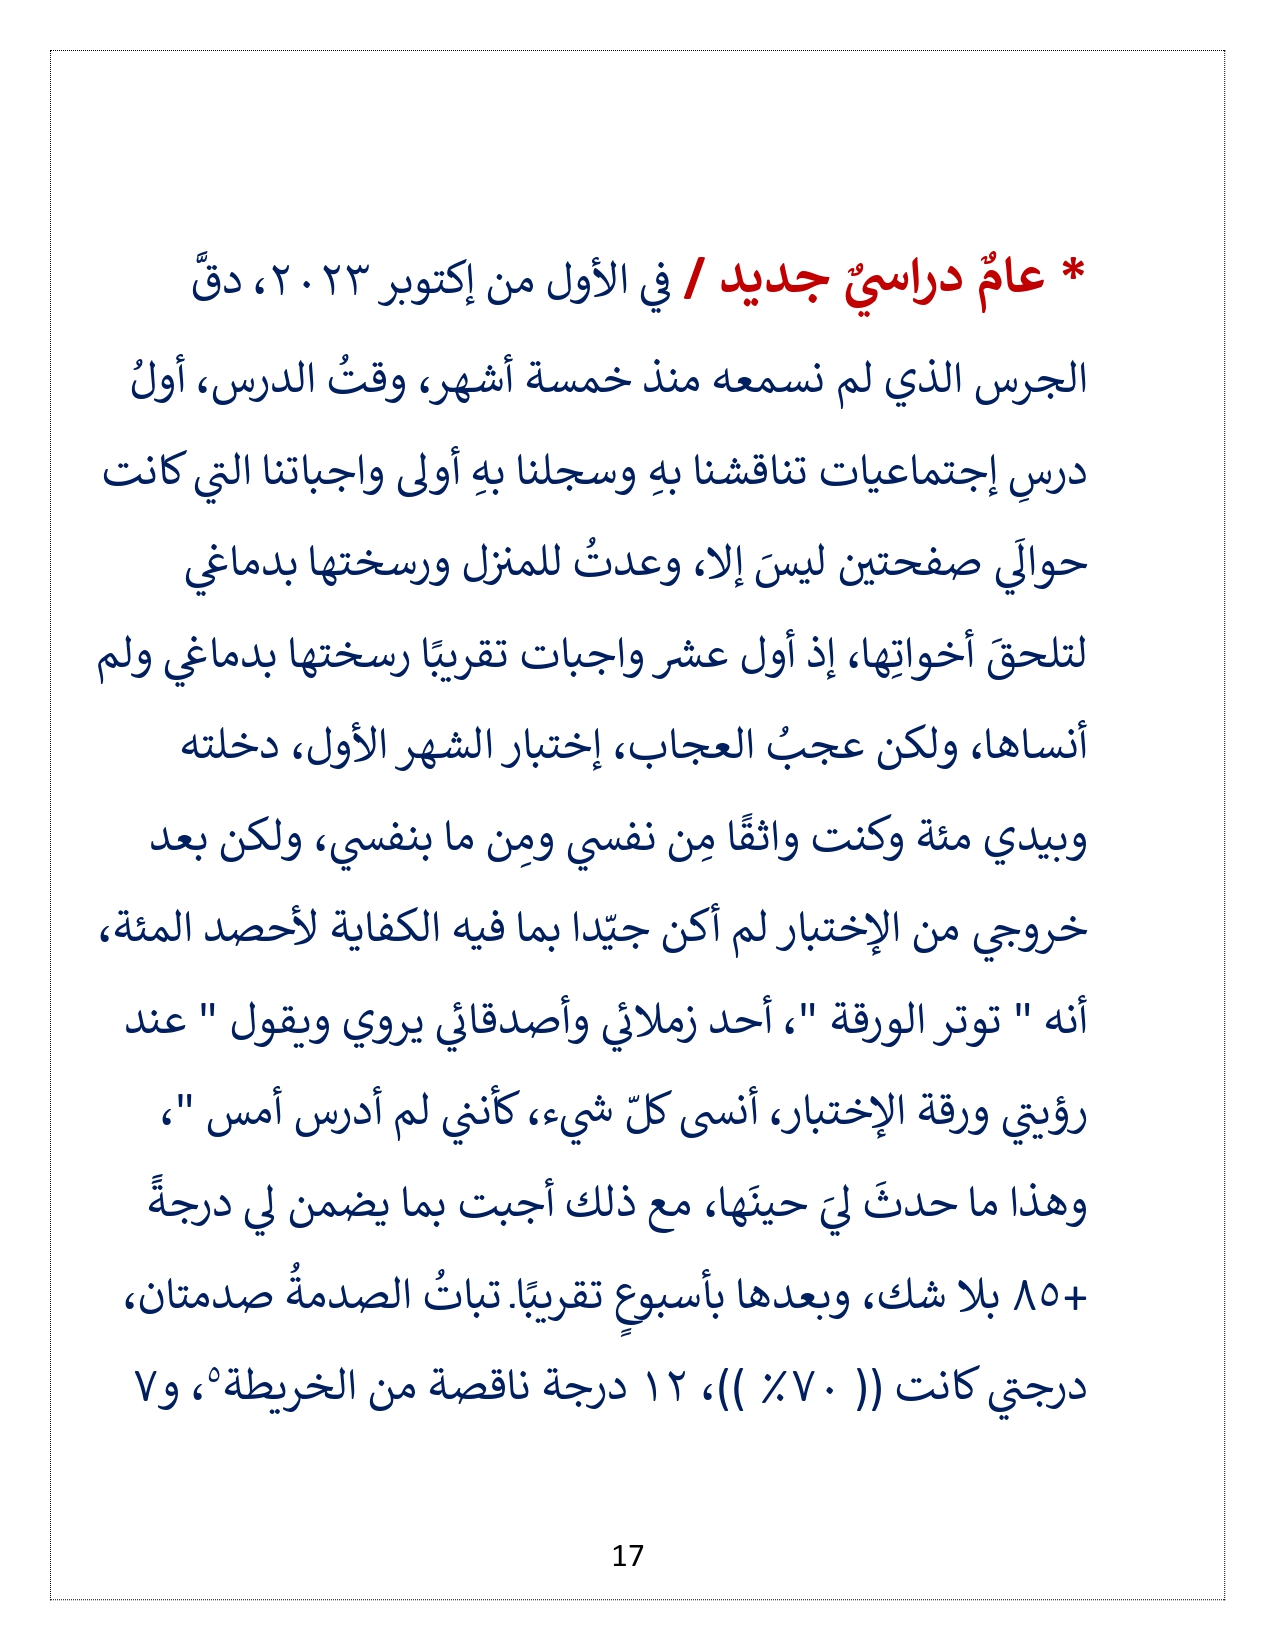 * عامٌ دراسيٌ جديد / في الأول من إكتوبر ٢٠٢٣، دقَّ
الجرس الذي لم نسمعه منذ خمسة أشهر، وقتُ الدرس، أولُ
درسِ إجتماعيات تناقشنا بهِ وسجلنا بهِ أولى واجباتنا التي كانت
حوالَي صفحتين ليسَ إلا، وعدتُ للمنزل ورسختها بدماغي
لتلحقَ أخواتِها، إذ أول عشر واجبات تقريبًا رسختها بدماغي ولم
أنساها، ولكن عجبُ العجاب، إختبار الشهر الأول، دخلته
وبيدي مئة وكنت واثقًا مِن نفسي ومِن ما بنفسي، ولكن بعد
خروجي من الإختبار لم أكن جيّدا بما فيه الكفاية لأحصد المئة،
أنه " توتر الورقة "، أحد زملائي وأصدقائي يروي ويقول " عند
رؤيتي ورقة الإختبار، أنسى كلّ شيء، كأنني لم أدرس أمس "،
وهذا ما حدثَ ليَ حينَها، مع ذلك أجبت بما يضمن لي درجةً
+٨٥ بلا شك، وبعدها بأسبوعٍ تقريبًا. تباتُ الصدمةُ صدمتان،
درجتي كانت (( ٧٠٪ ))، ١٢ درجة ناقصة من الخريطة٥، و٧
17